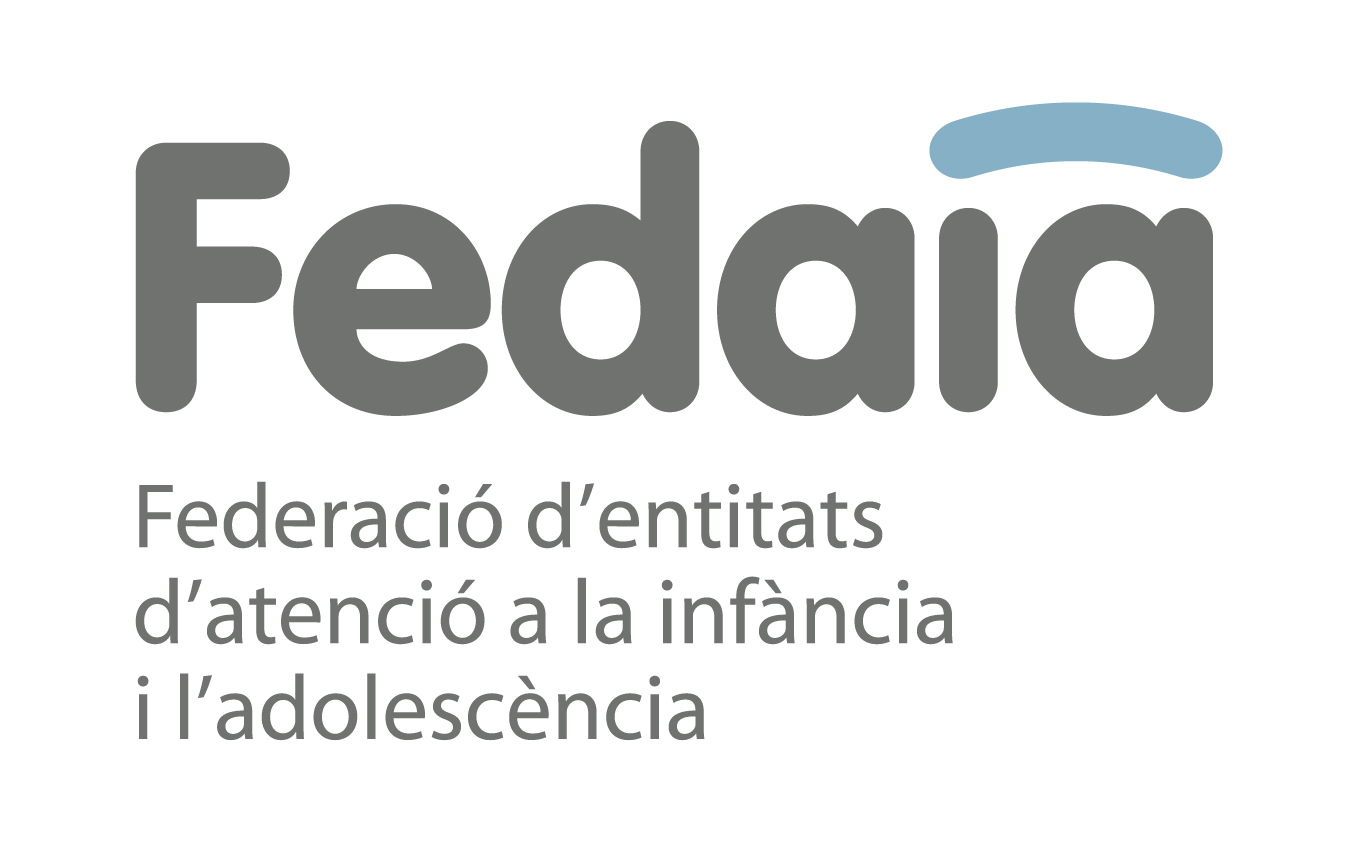 Fedaia
Federació d’entitats
d’atenció a la infància
i l’adolescència